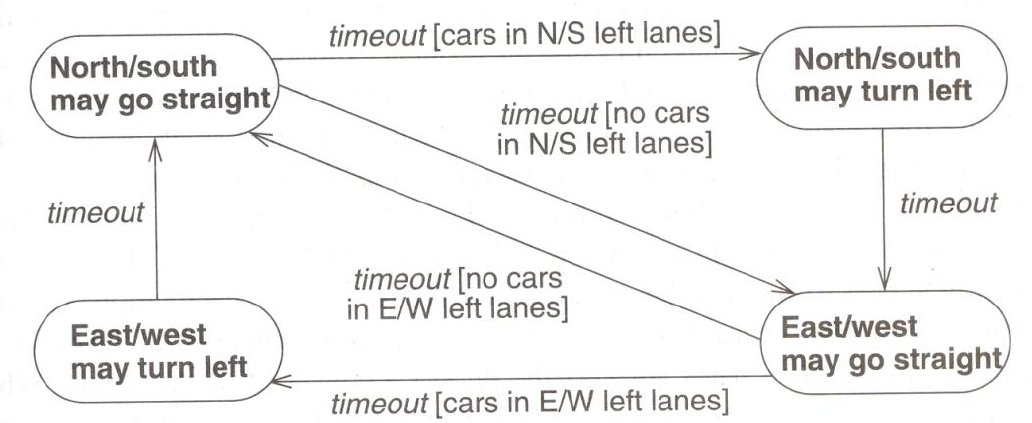 timeout [cars in N/S left lanes]
North/south
may go straight
North/south
may turn left
timeout [no cars
in N/S left lanes]
timeout
timeout
timeout [no cars
in E/W left lanes]
East/west
may turn left
East/west
may go straight
timeout [cars in E/W left lanes]